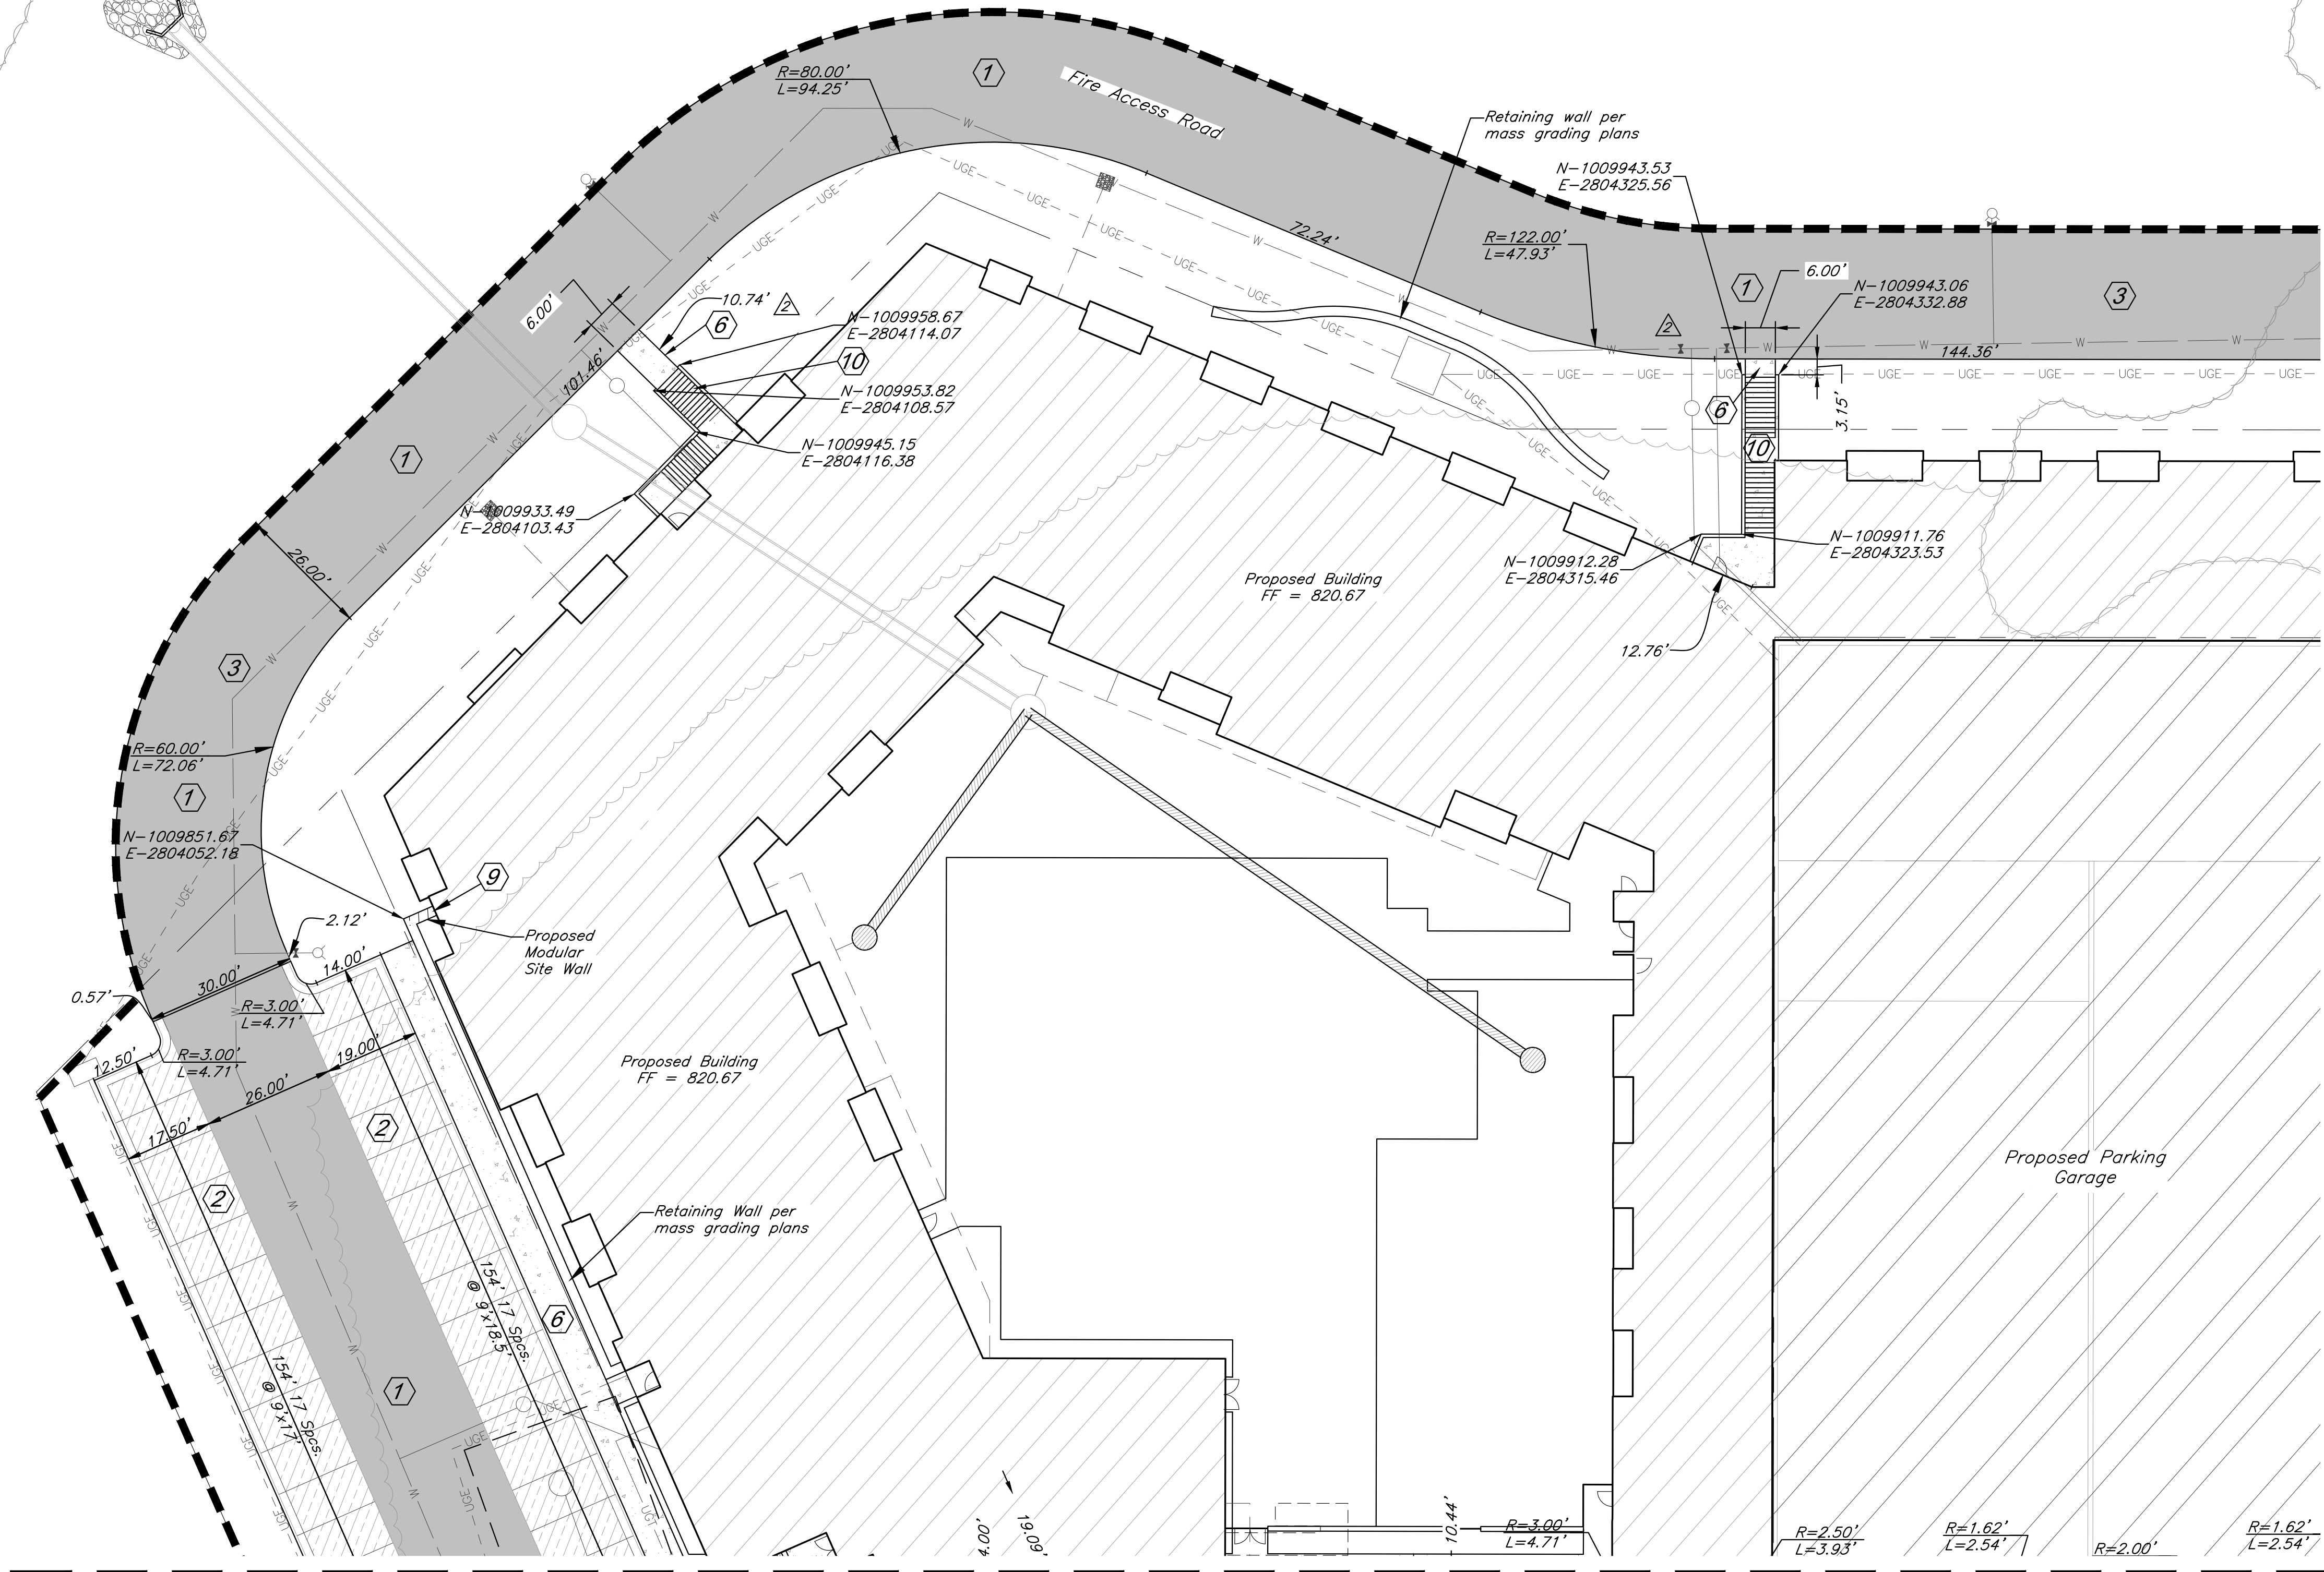 R=80.00'
L=94.25'
1
Fire Access Road
W
UGE
Retaining wall per
mass grading plans
N-1009943.53
E-2804325.56
72.24'
R=122.00'
L=47.93'
1
6.00'
N-1009943.06
E-2804332.88
3
2
144.36'
3.15'
6
10
6.00'
10.74'
2
6
N-1009958.67
E-2804114.07
10
N-1009953.82
E-2804108.57
101.46'
N-1009945.15
E-2804116.38
1
N-1009933.49
E-2804103.43
26.00'
N-1009911.76
E-2804323.53
N-1009912.28
E-2804315.46
12.76'
Proposed Building
FF = 820.67
3
R=60.00'
L=72.06'
1
N-1009851.67
E-2804052.18
9
2.12'
Proposed
Modular
Site Wall
14.00'
30.00'
0.57'
R=3.00'
L=4.71'
R=3.00'
L=4.71'
12.50'
19.00'
26.00'
17.50'
2
2
Proposed Building
FF = 820.67
Proposed Parking
Garage
Retaining Wall per
mass grading plans
154' 17 Spcs.
@ 9'x18.5'
6
154' 17 Spcs.
@ 9'x17'
1
UGE
UGT
4.00'
19.09'
10.44'
R=3.00'
L=4.71'
R=2.50'
L=3.93'
R=1.62'
L=2.54'
R=2.00'
R=1.62'
L=2.54'